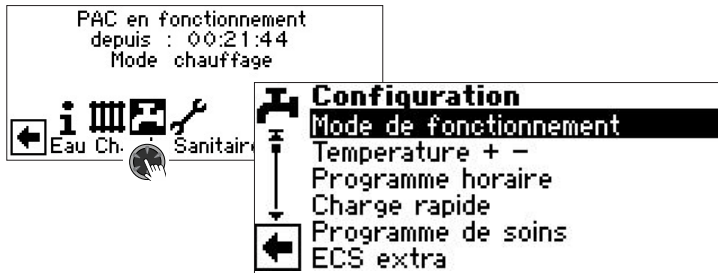 PAC en fonctionnement
depuis : 00:21:44
Mode chauffage
Eau Ch. Sanitair
Configuration
Mode de fonctionnement
Temperature + −
Programme horaire
Charge rapide
Programme de soins
ECS extra